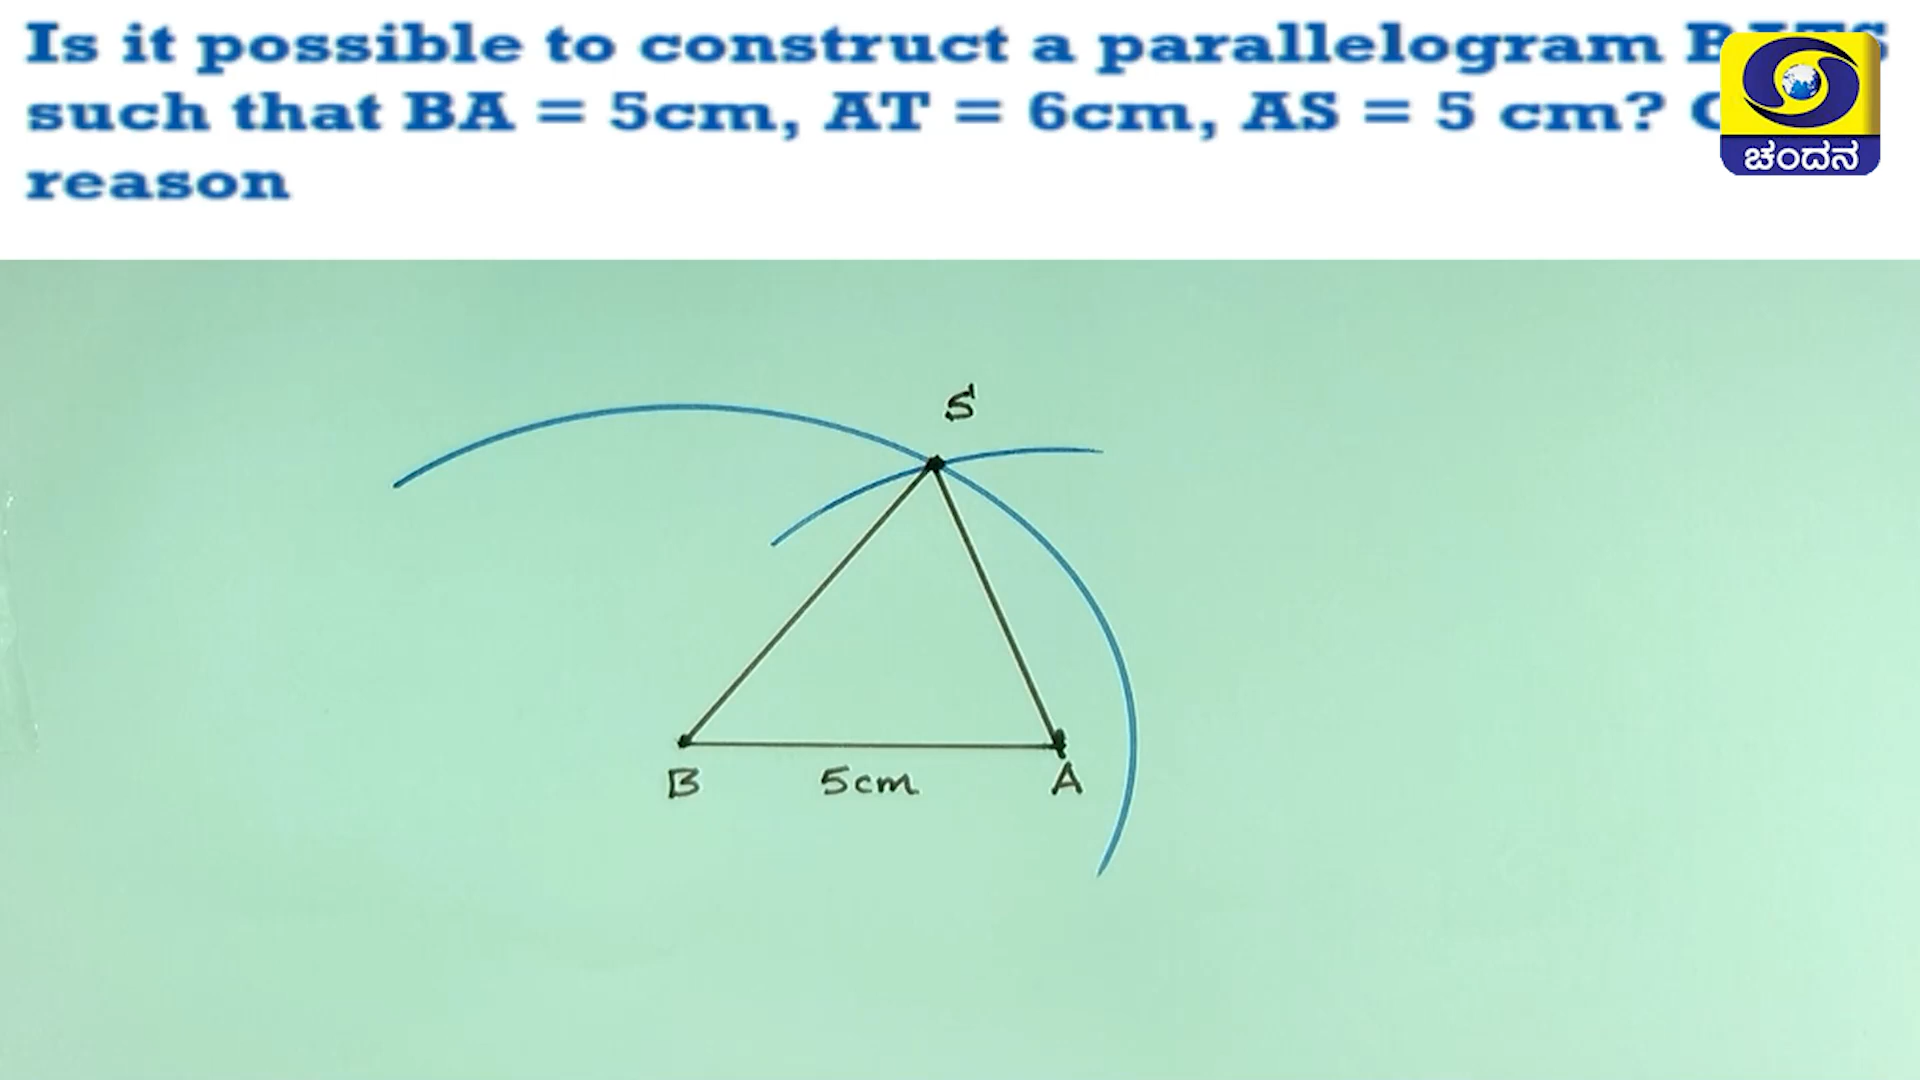 Is it possible to construct a parallelogram
such that BA = 5cm, AT = 6cm, AS = 5 cm?
reason
ಚಂದನ
S
B 5cm A